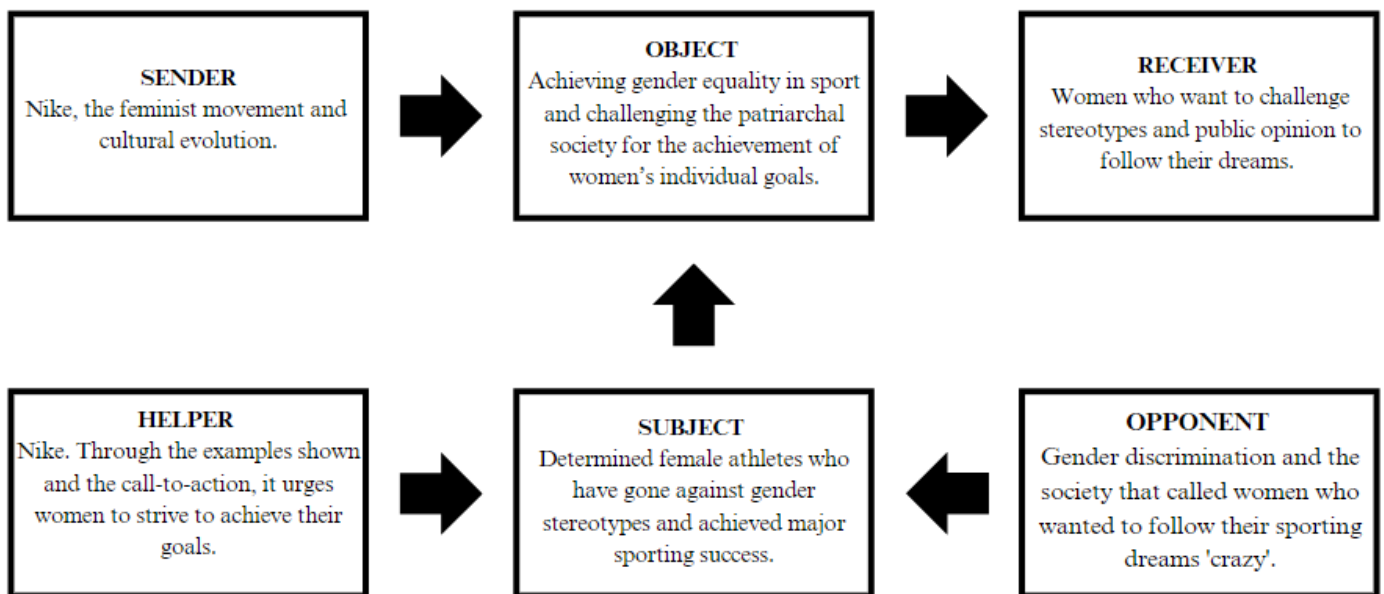 SENDER
Nike, the feminist movement and
cultural evolution.
OBJECT
Achieving gender equality in sport
and challenging the patriarchal
society for the achievement of
women’s individual goals.
RECEIVER
Women who want to challenge
stereotypes and public opinion to
follow their dreams.
HELPER
Nike. Through the examples shown
and the call-to-action, it urges
women to strive to achieve their
goals.
SUBJECT
Determined female athletes who
have gone against gender
stereotypes and achieved major
sporting success.
OPPONENT
Gender discrimination and the
society that called women who
wanted to follow their sporting
dreams 'crazy'.